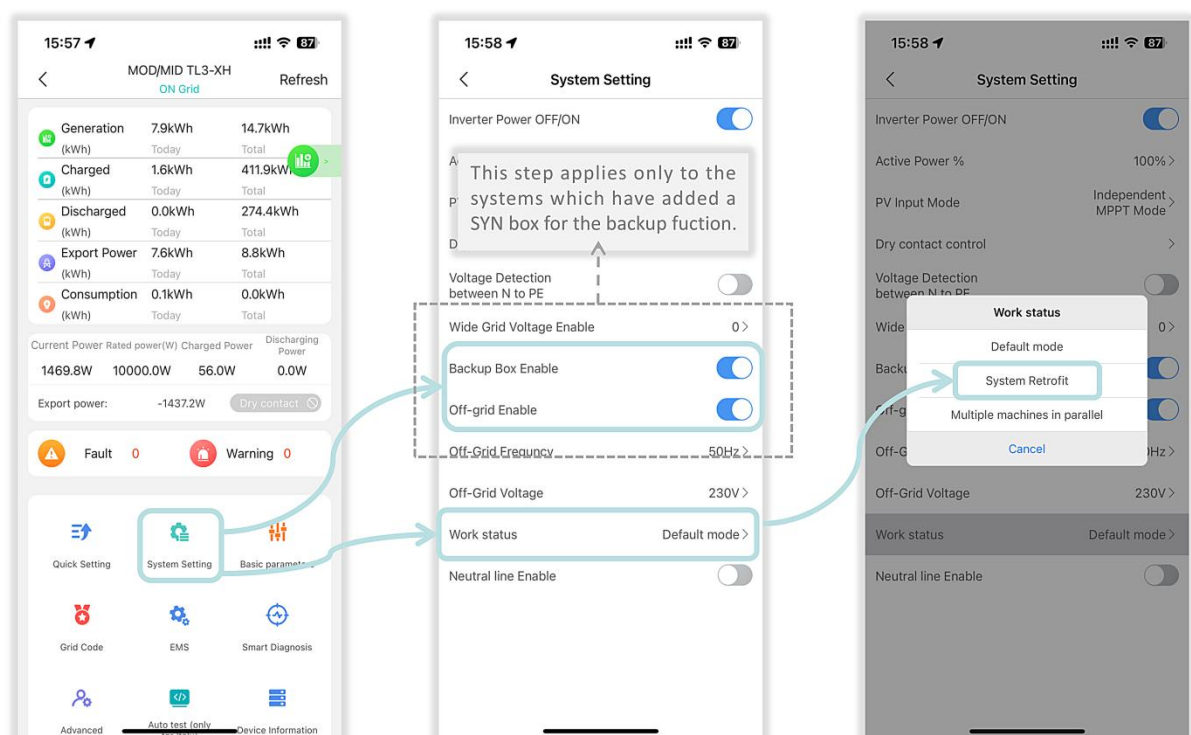 15:57
87
MOD/MID TL3-XH
ON Grid
Refresh
Generation 7.9kWh 14.7kWh
(kWh) Today Total
Charged 1.6kWh 411.9kW
(kWh) Today Total
Discharged 0.0kWh 274.4kWh
(kWh) Today Total
Export Power 7.6kWh 8.8kWh
(kWh) Today Total
Consumption 0.1kWh 0.0kWh
(kWh) Today Total
Current Power Rated power(W) Charged Power Discharging Power
1469.8W 10000.0W 56.0W 0.0W
Export power: -1437.2W Dry contact
Fault 0 Warning 0
Quick Setting System Setting Basic parameters
Grid Code EMS Smart Diagnosis
Advanced Auto test (only Device Information
15:58
87
System Setting
Inverter Power OFF/ON
This step applies only to the
systems which have added a
SYN box for the backup fuction.
Voltage Detection
between N to PE
Wide Grid Voltage Enable 0>
Backup Box Enable
Off-grid Enable
Off-Grid Frequncy 50Hz>
Off-Grid Voltage 230V>
Work status Default mode>
Neutral line Enable
15:58
87
System Setting
Inverter Power OFF/ON
Active Power % 100%>
PV Input Mode Independent
MPPT Mode >
Dry contact control >
Voltage Detection
between N to PE
Wide 0>
Work status
Default mode
System Retrofit
Multiple machines in parallel
Cancel
Off-Grid Voltage 230V>
Work status Default mode>
Neutral line Enable